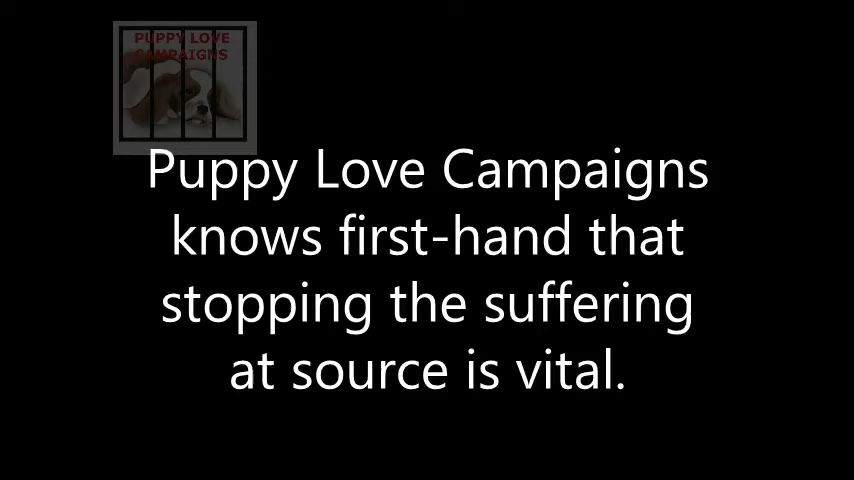 PUPPY LOVE
CAMPAIGNS
Puppy Love Campaigns
knows first-hand that
stopping the suffering
at source is vital.